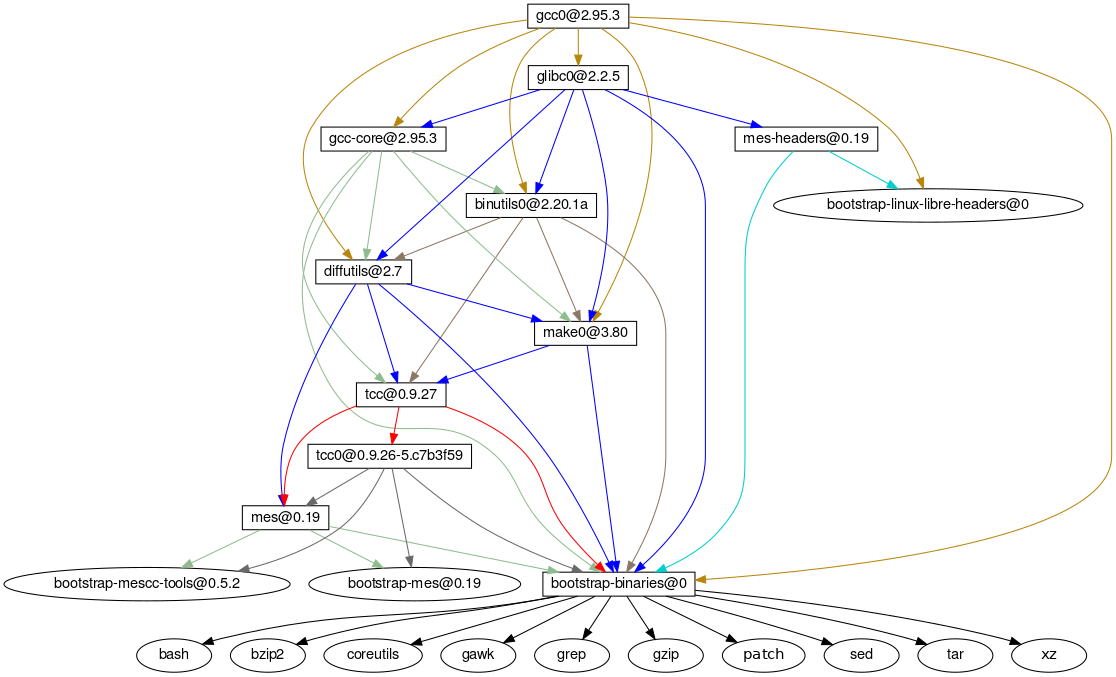 gcc0@2.95.3
glibc0@2.2.5
gcc-core@2.95.3
mes-headers@0.19
binutils0@2.20.1a
bootstrap-linux-libre-headers@0
diffutils@2.7
make0@3.80
tcc@0.9.27
tcc0@0.9.26-5.c7b3f59
mes@0.19
bootstrap-mescc-tools@0.5.2
bootstrap-mes@0.19
bootstrap-binaries@0
bash
bzip2
coreutils
gawk
grep
gzip
patch
sed
tar
xz